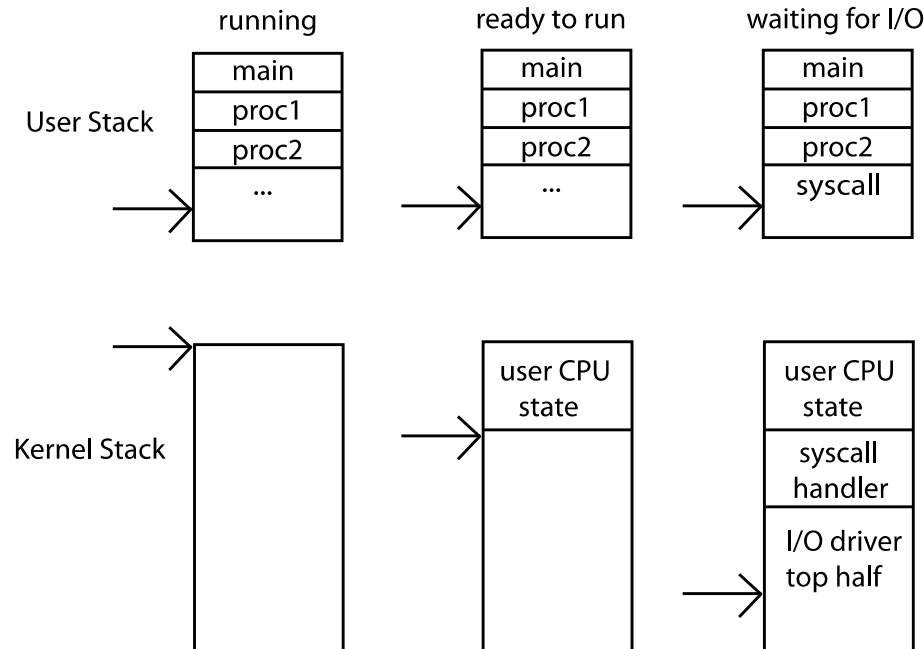 running
ready to run
waiting for I/O
User Stack
main
proc1
proc2
...
main
proc1
proc2
...
main
proc1
proc2
syscall
Kernel Stack
user CPU
state
user CPU
state
syscall
handler
I/O driver
top half